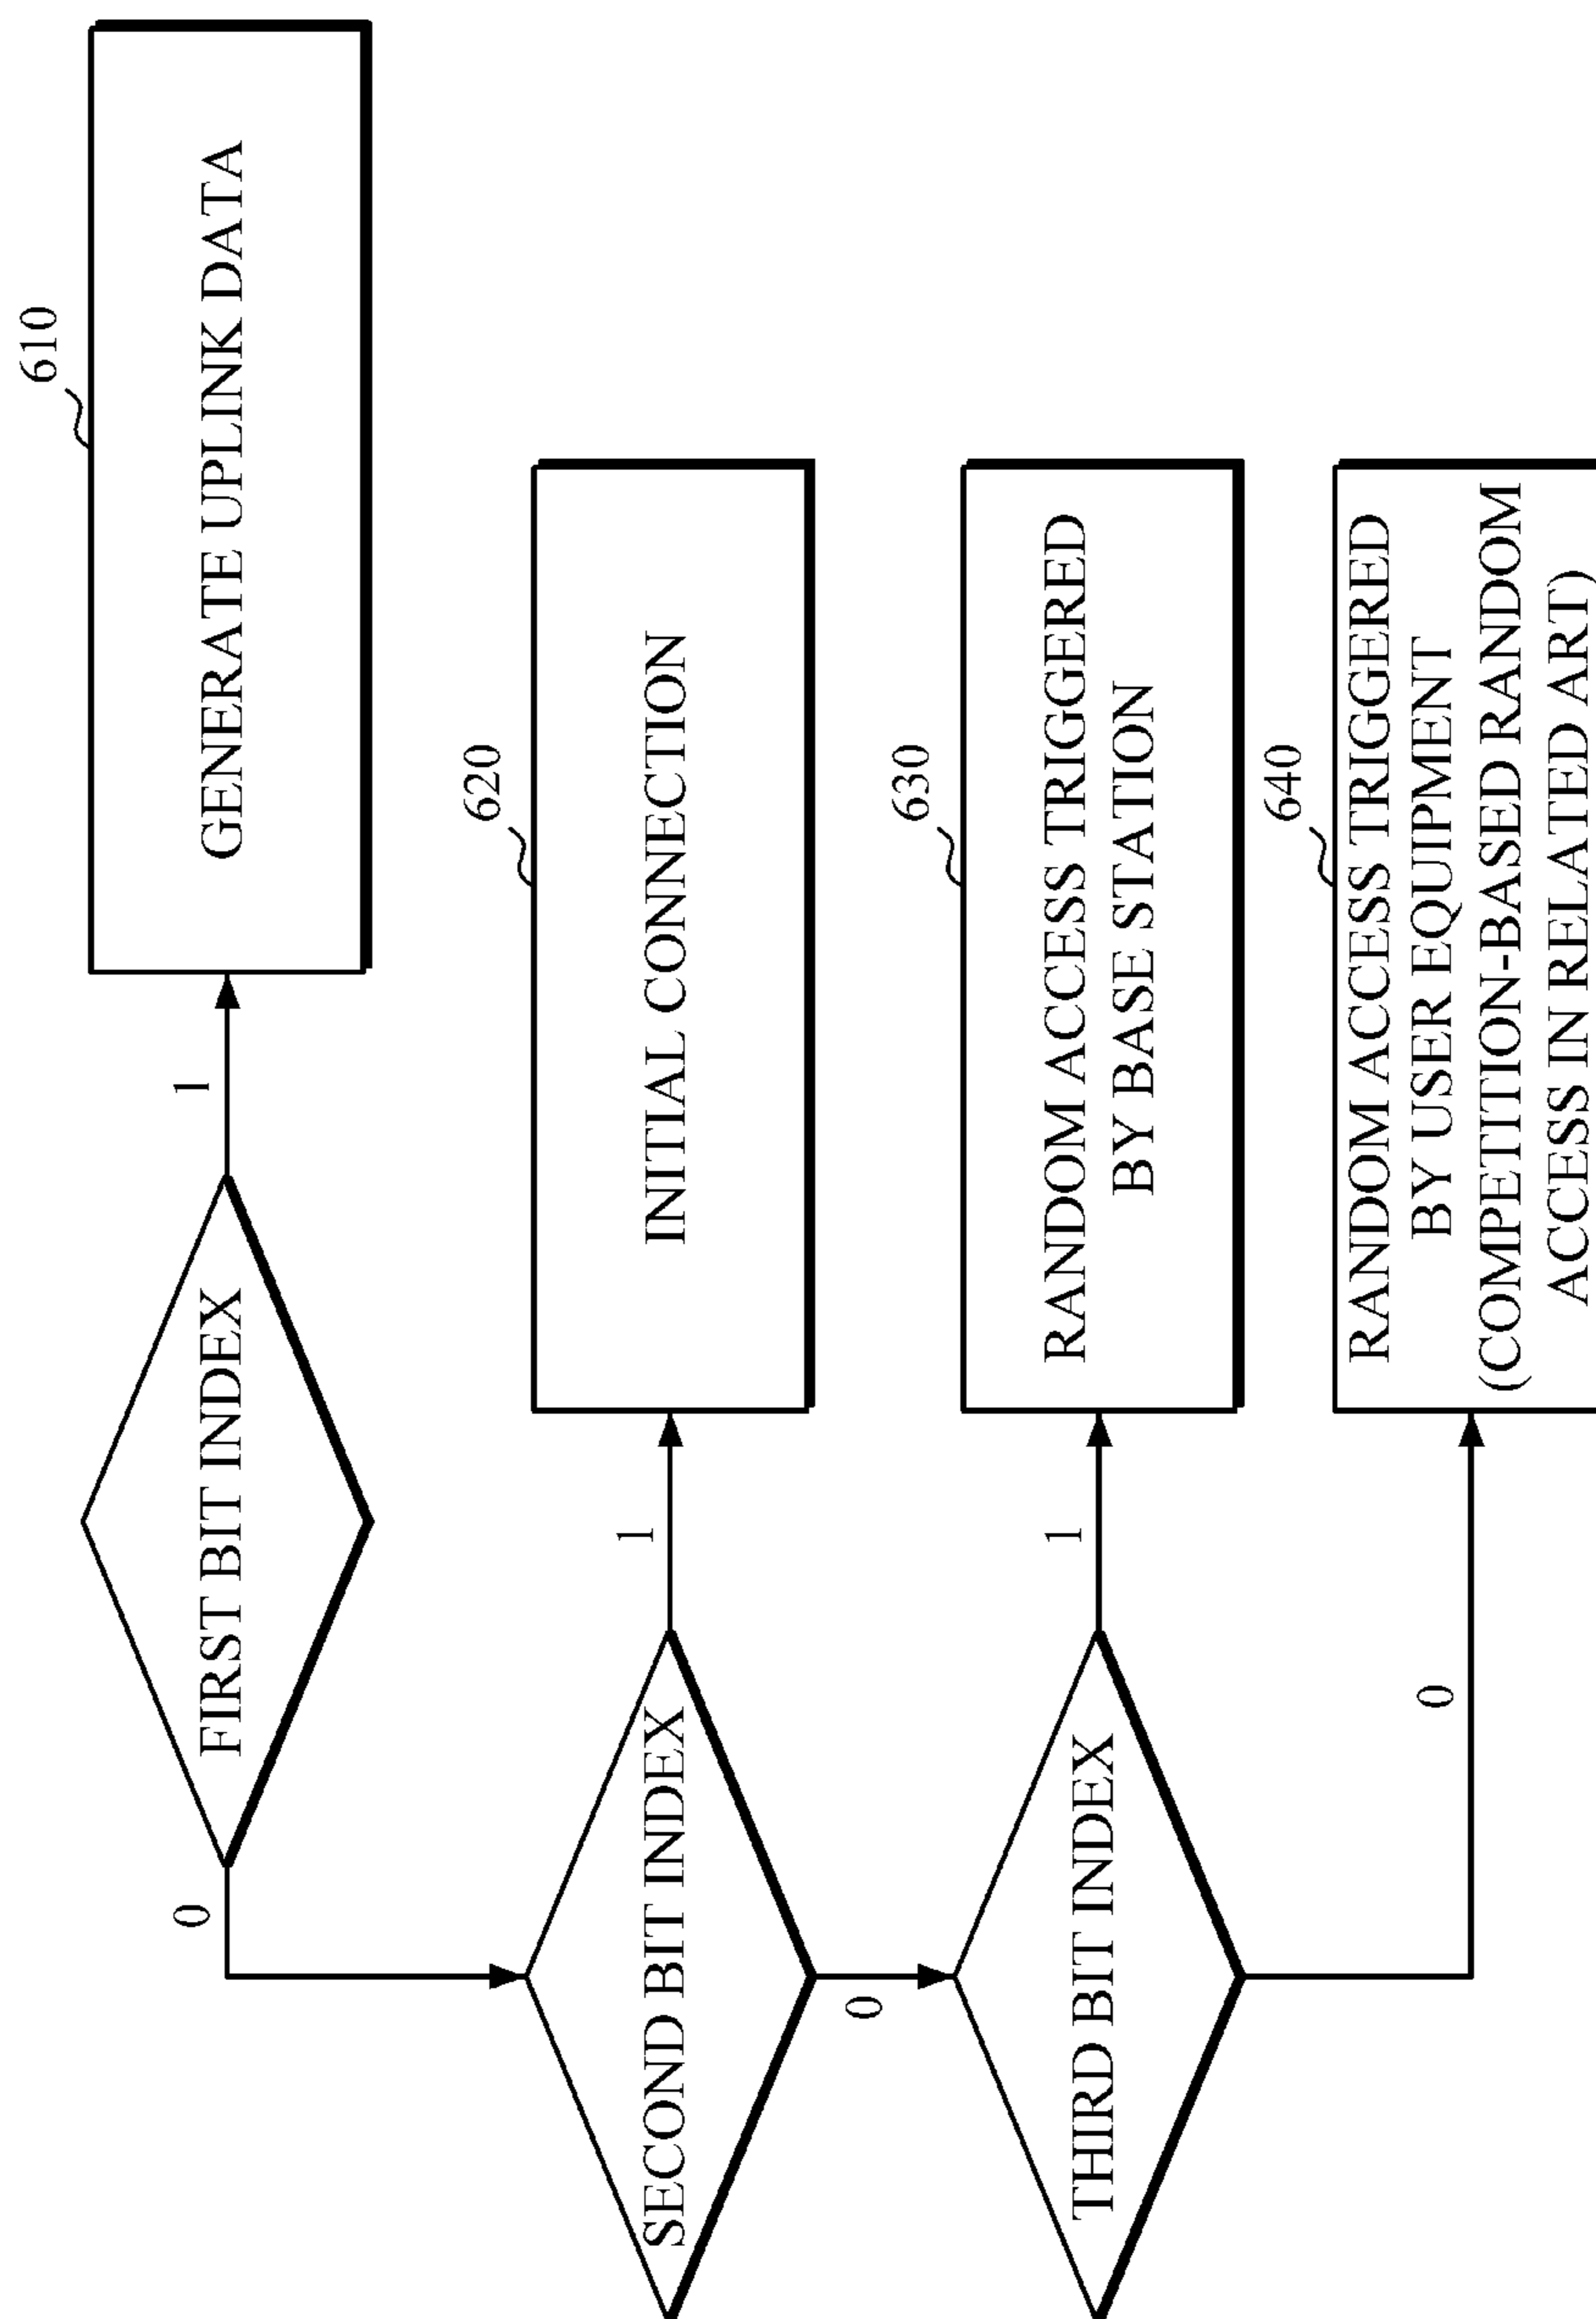 610
FIRST BIT INDEX
1
GENERATE UPLINK DATA
0
620
SECOND BIT INDEX
1
INITIAL CONNECTION
0
630
THIRD BIT INDEX
1
RANDOM ACCESS TRIGGERED
BY BASE STATION
640
0
RANDOM ACCESS TRIGGERED
BY USER EQUIPMENT
(COMPETITION-BASED RANDOM
ACCESS IN RELATED ART)